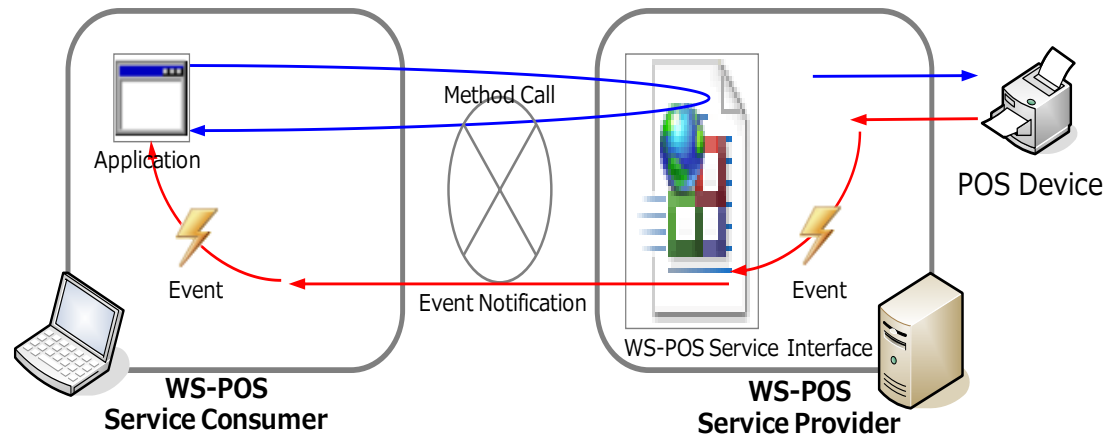 Method Call
Application
POS Device
Event
Event Notification
Event
WS-POS Service Interface
WS-POS
Service Consumer
WS-POS
Service Provider